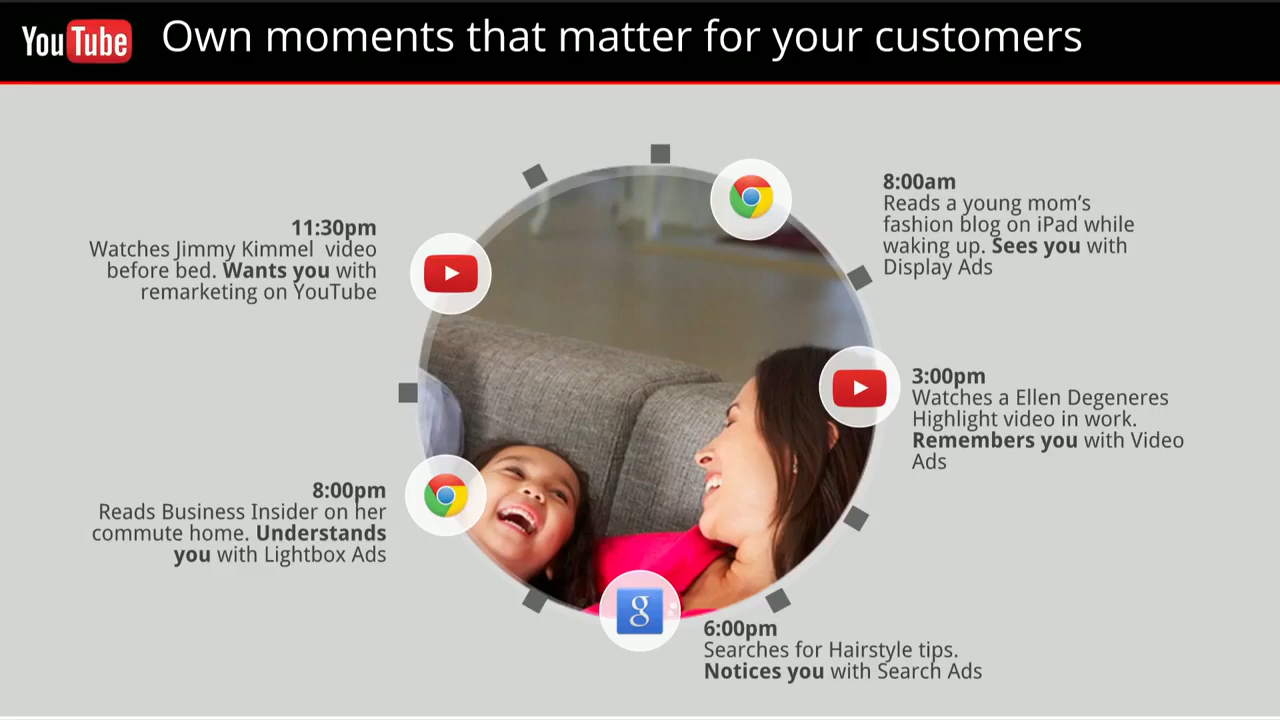 YouTube
Own moments that matter for your customers
8:00am
Reads a young mom's
fashion blog on iPad while
waking up. Sees you with
Display Ads
3:00pm
Watches a Ellen Degeneres
Highlight video in work.
Remembers you with Video
Ads
6:00pm
Searches for Hairstyle tips.
Notices you with Search Ads
8:00pm
Reads Business Insider on her
commute home. Understands
you with Lightbox Ads
11:30pm
Watches Jimmy Kimmel  video
before bed. Wants you with
remarketing on YouTube
g